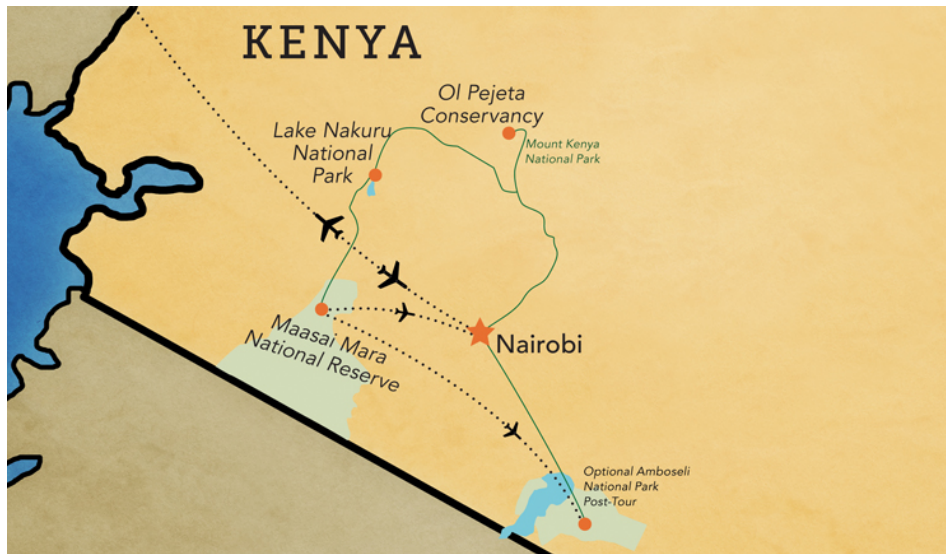 KENYA
Ol Pejeta
Conservancy
Mount Kenya
National Park
Lake Nakuru
National
Park
Maasai Mara
National Reserve
Nairobi
Optional Amboseli
National Park
Post-Tour